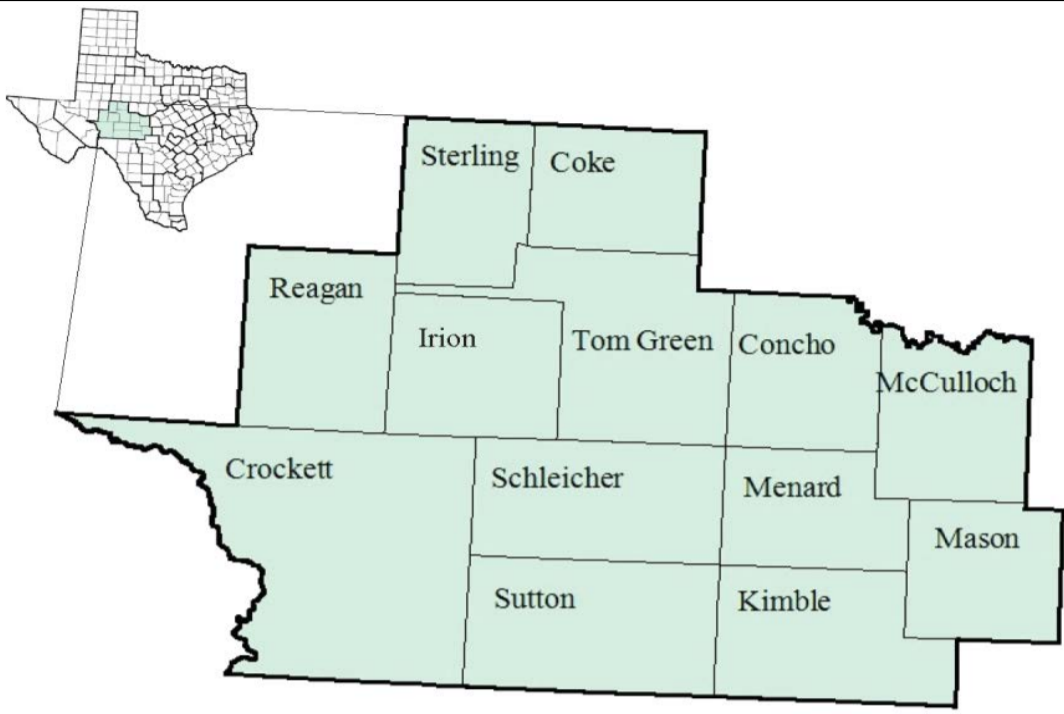 Sterling
Coke
Reagan
Irion
Tom Green
Concho
McCulloch
Crockett
Schleicher
Menard
Mason
Sutton
Kimble